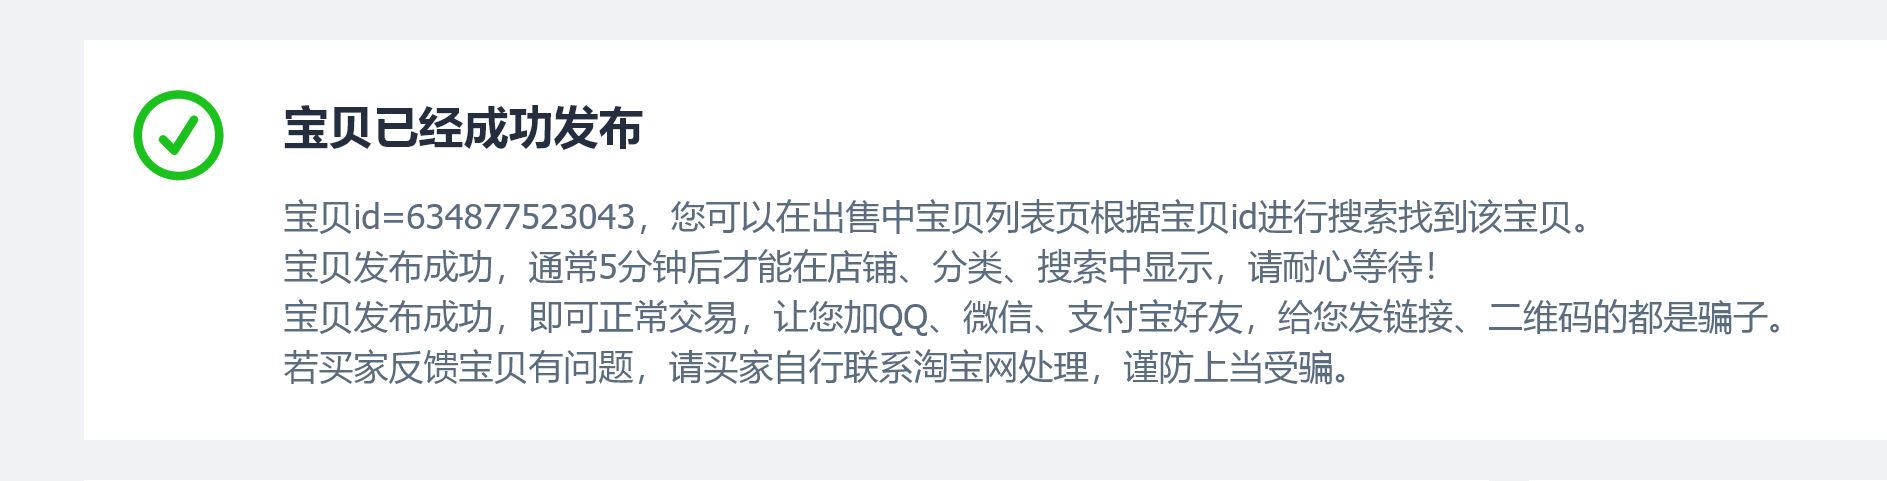 宝贝已经成功发布
宝贝id=634877523043，您可以在出售中宝贝列表页根据宝贝id进行搜索找到该宝贝。
宝贝发布成功，通常5分钟后才能在店铺、分类、搜索中显示，请耐心等待！
宝贝发布成功，即可正常交易，让您加QQ、微信、支付宝好友，给您发链接、二维码的都是骗子。
若买家反馈宝贝有问题，请买家自行联系淘宝网处理，谨防上当受骗。